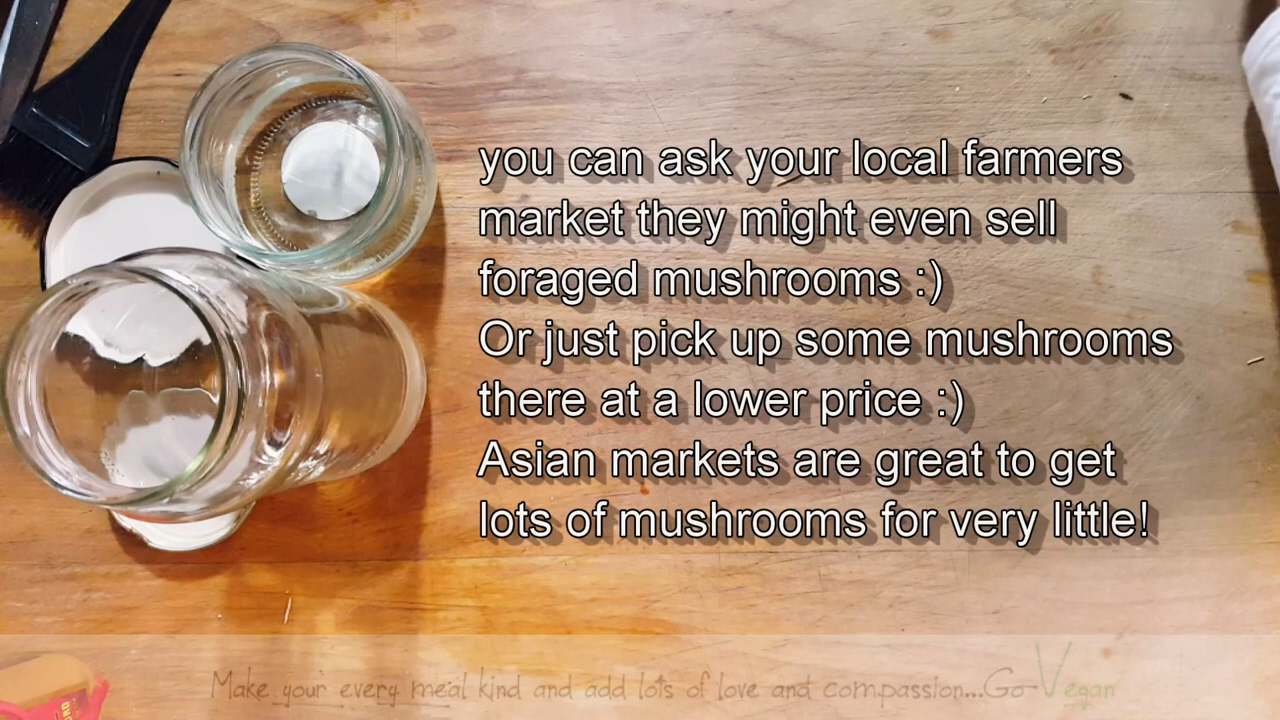 you can ask your local farmers
market they might even sell
foraged mushrooms :)
Or just pick up some mushrooms
there at a lower price :)
Asian markets are great to get
lots of mushrooms for very little!
Make your every meal kind and add lots of love and compassion...Go Vegan